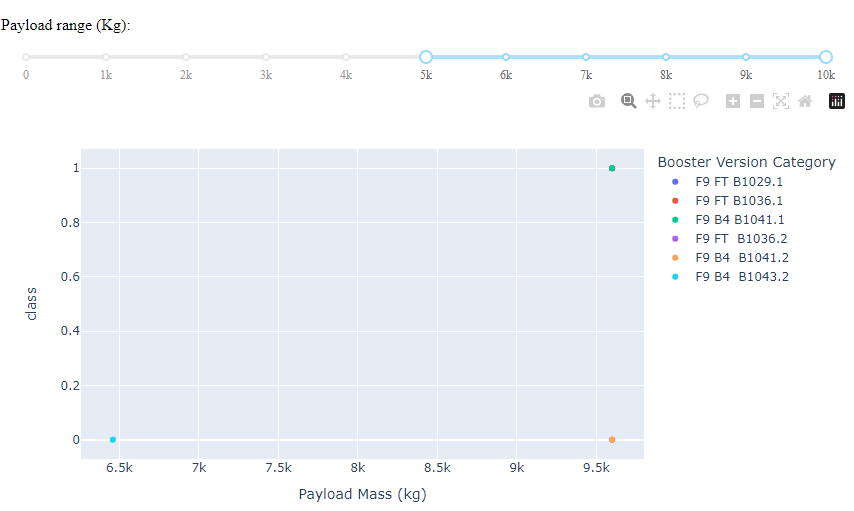 Payload range (Kg):
0 1k 2k 3k 4k 5k 6k 7k 8k 9k 10k
Booster Version Category
F9 FT B1029.1
F9 FT B1036.1
F9 B4 B1041.1
F9 FT  B1036.2
F9 B4  B1041.2
F9 B4  B1043.2
1
0.8
0.6
0.4
0.2
0
class
6.5k 7k 7.5k 8k 8.5k 9k 9.5k
Payload Mass (kg)